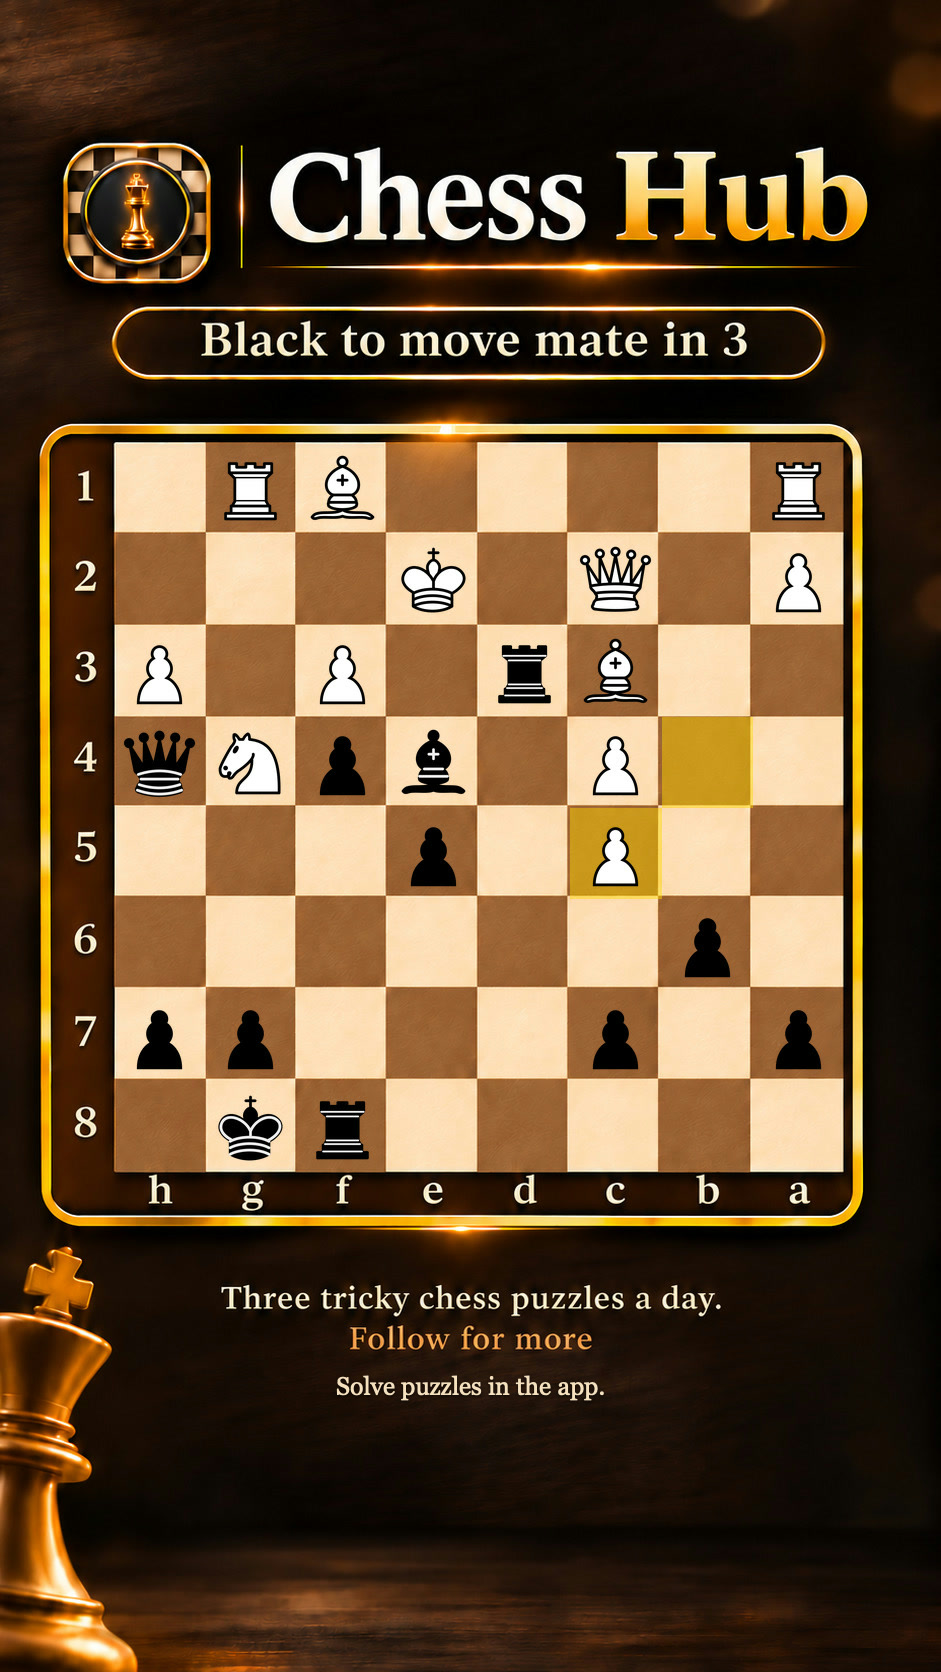 Chess Hub
Black to move mate in 3
1
2
3
4
5
6
7
8
h g f e d c b a
Three tricky chess puzzles a day.
Follow for more
Solve puzzles in the app.